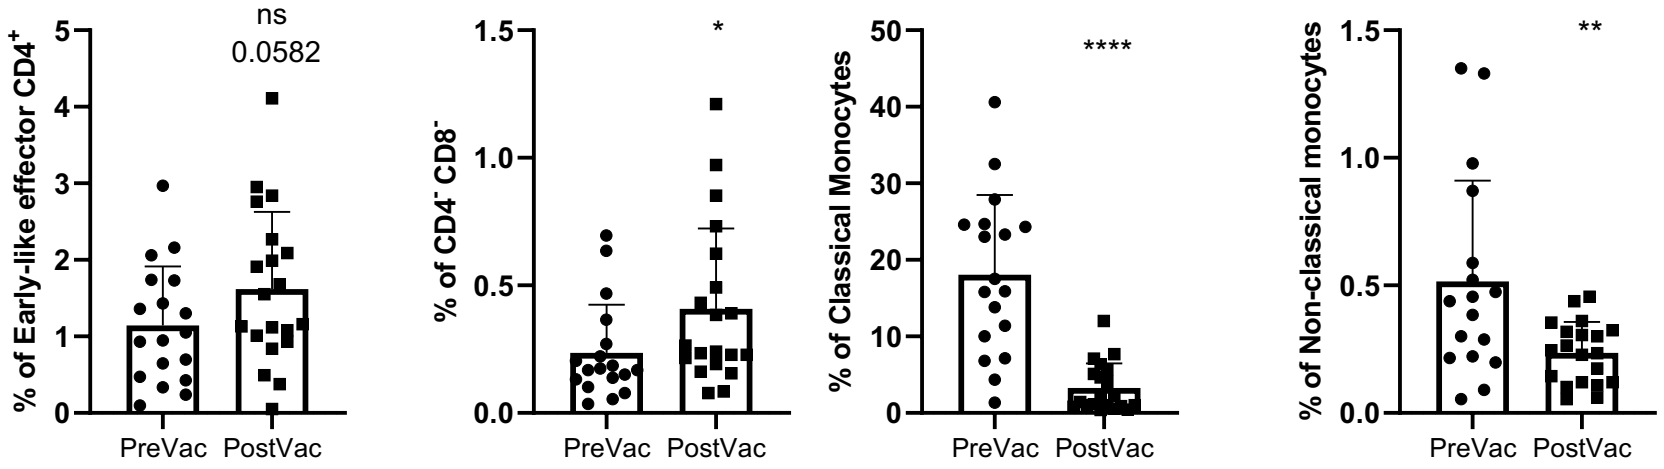 ns
0.0582
% of Early-like effector CD4⁺
5
4
3
2
1
0
PreVac PostVac
*
% of CD4⁻ CD8⁻
1.5
1.0
0.5
0.0
PreVac PostVac
****
% of Classical Monocytes
50
40
30
20
10
0
PreVac PostVac
**
% of Non-classical monocytes
1.5
1.0
0.5
0.0
PreVac PostVac